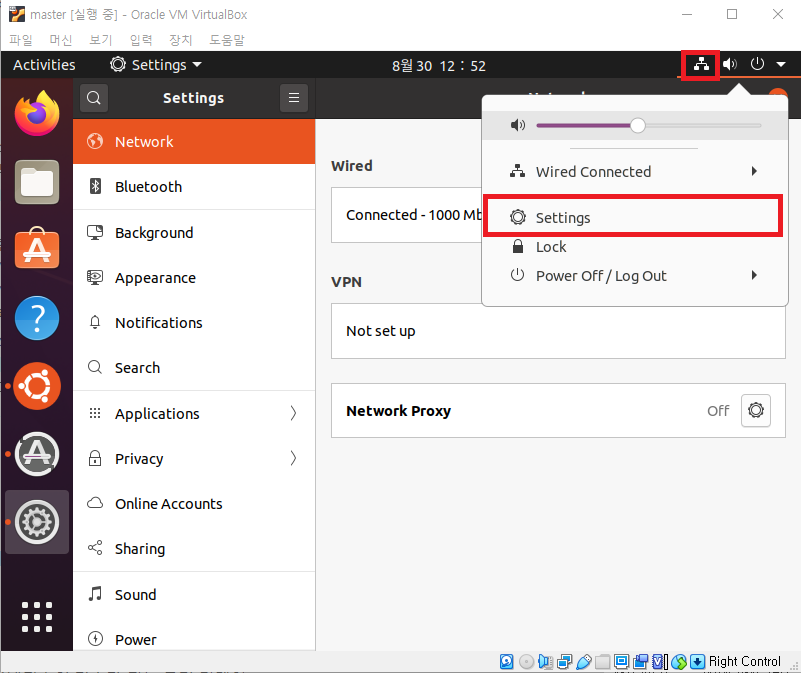 master [실행 중] - Oracle VM VirtualBox
파일 머신 보기 입력 장치 도움말
Activities Settings 8월 30 12 : 52
Settings
Network
Bluetooth
Background
Appearance
Notifications
Search
Applications
Privacy
Online Accounts
Sharing
Sound
Power
Wired
Connected - 1000 Mb
VPN
Not set up
Network Proxy Off
Wired Connected
Settings
Lock
Power Off / Log Out
Right Control